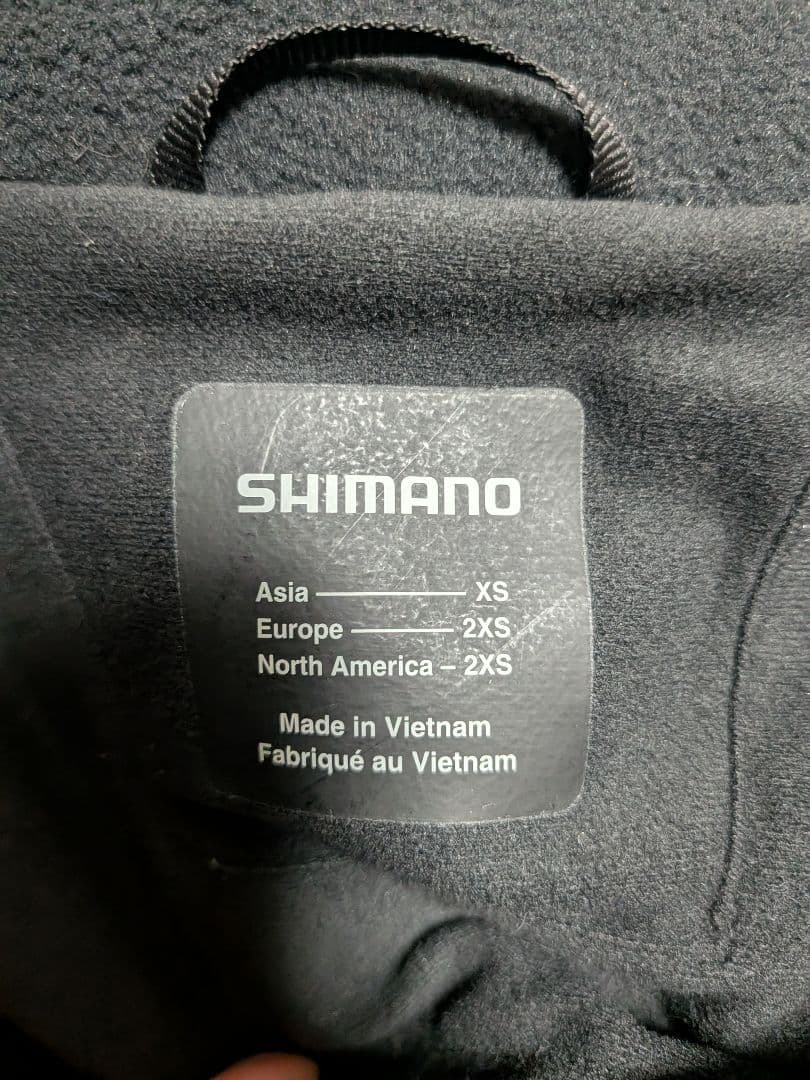 SHIMANO
Asia — XS
Europe — 2XS
North America – 2XS
Made in Vietnam
Fabriqué au Vietnam